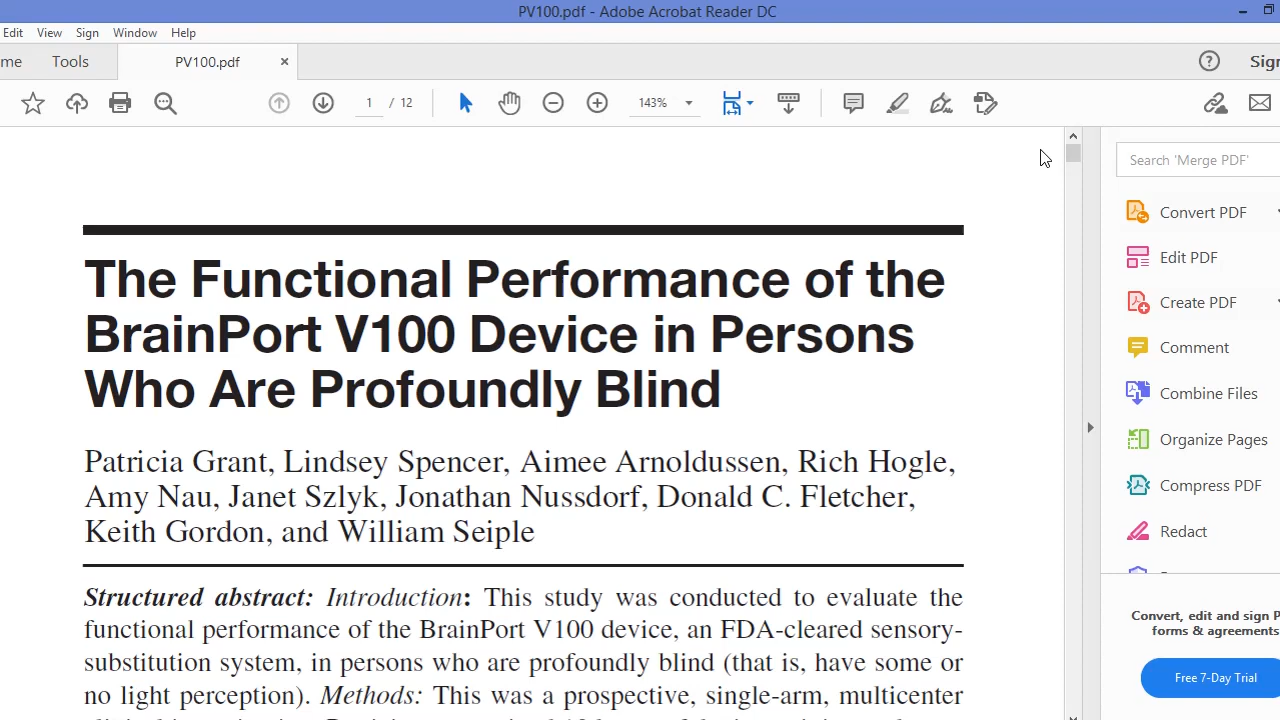 PV100.pdf - Adobe Acrobat Reader DC
Edit View Sign Window Help
me Tools PV100.pdf × ? Sign
1 / 12 143%
Search 'Merge PDF'
Convert PDF
Edit PDF
Create PDF
Comment
Combine Files
Organize Pages
Compress PDF
Redact
Convert, edit and sign P
forms & agreements
Free 7-Day Trial
The Functional Performance of the
BrainPort V100 Device in Persons
Who Are Profoundly Blind
Patricia Grant, Lindsey Spencer, Aimee Arnoldussen, Rich Hogle,
Amy Nau, Janet Szlyk, Jonathan Nussdorf, Donald C. Fletcher,
Keith Gordon, and William Seiple
Structured abstract: Introduction: This study was conducted to evaluate the
functional performance of the BrainPort V100 device, an FDA-cleared sensory-
substitution system, in persons who are profoundly blind (that is, have some or
no light perception). Methods: This was a prospective, single-arm, multicenter